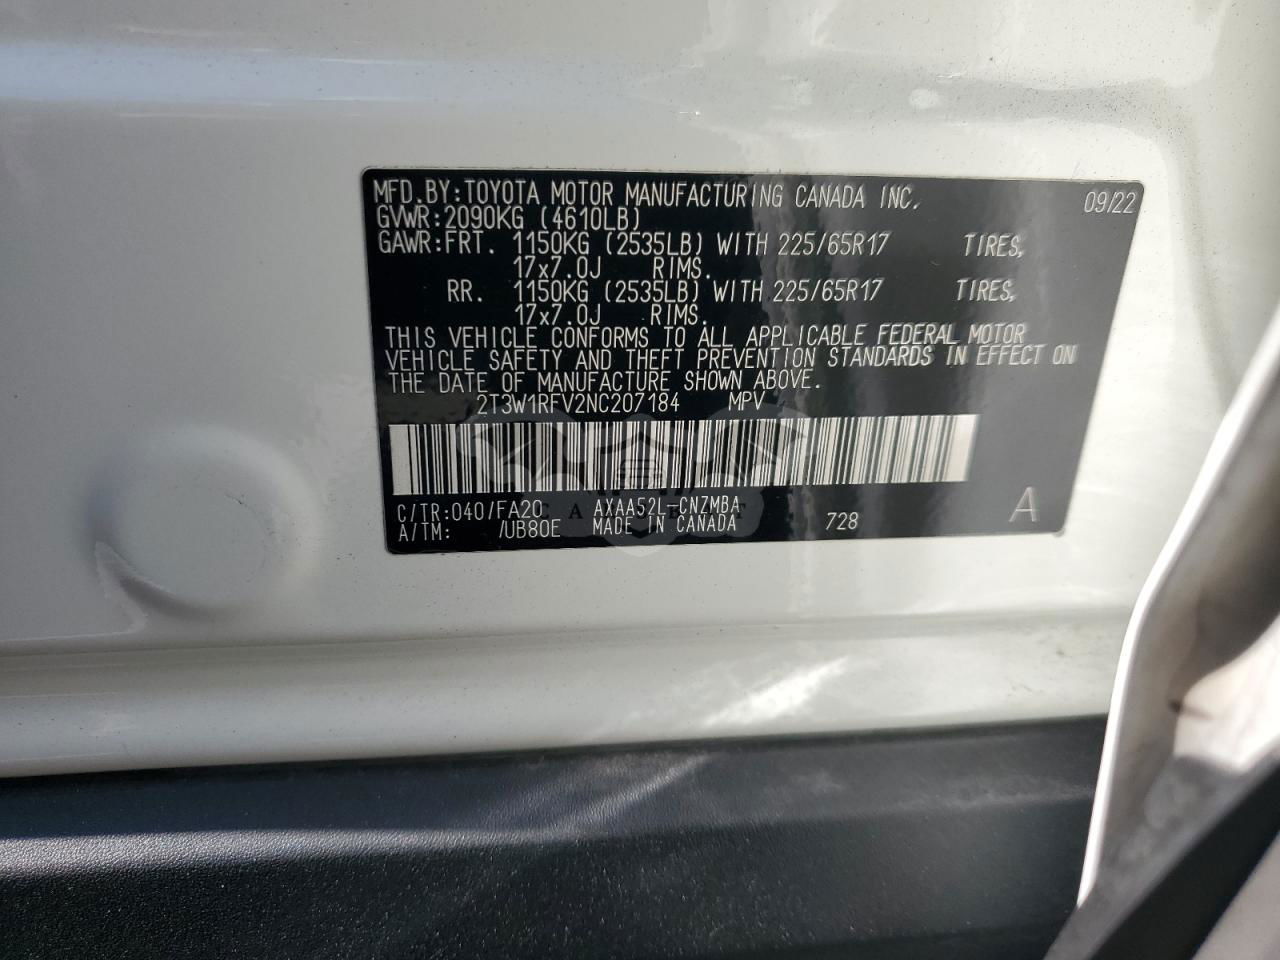 MFD.BY:TOYOTA MOTOR MANUFACTURING CANADA INC. 09/22
GVWR:2090KG (4610LB)
GAWR:FRT. 1150KG (2535LB) WITH 225/65R17 TIRES,
17x7.0J RIMS.
RR. 1150KG (2535LB) WITH 225/65R17 TIRES,
17x7.0J RIMS.
THIS VEHICLE CONFORMS TO ALL APPLICABLE FEDERAL MOTOR
VEHICLE SAFETY AND THEFT PREVENTION STANDARDS IN EFFECT ON
THE DATE OF MANUFACTURE SHOWN ABOVE.
2T3W1RFV2NC207184 MPV
C/TR:040/FA20 AXAA52L-CNZMBA
A/TM: /UB80E MADE IN CANADA 728 A